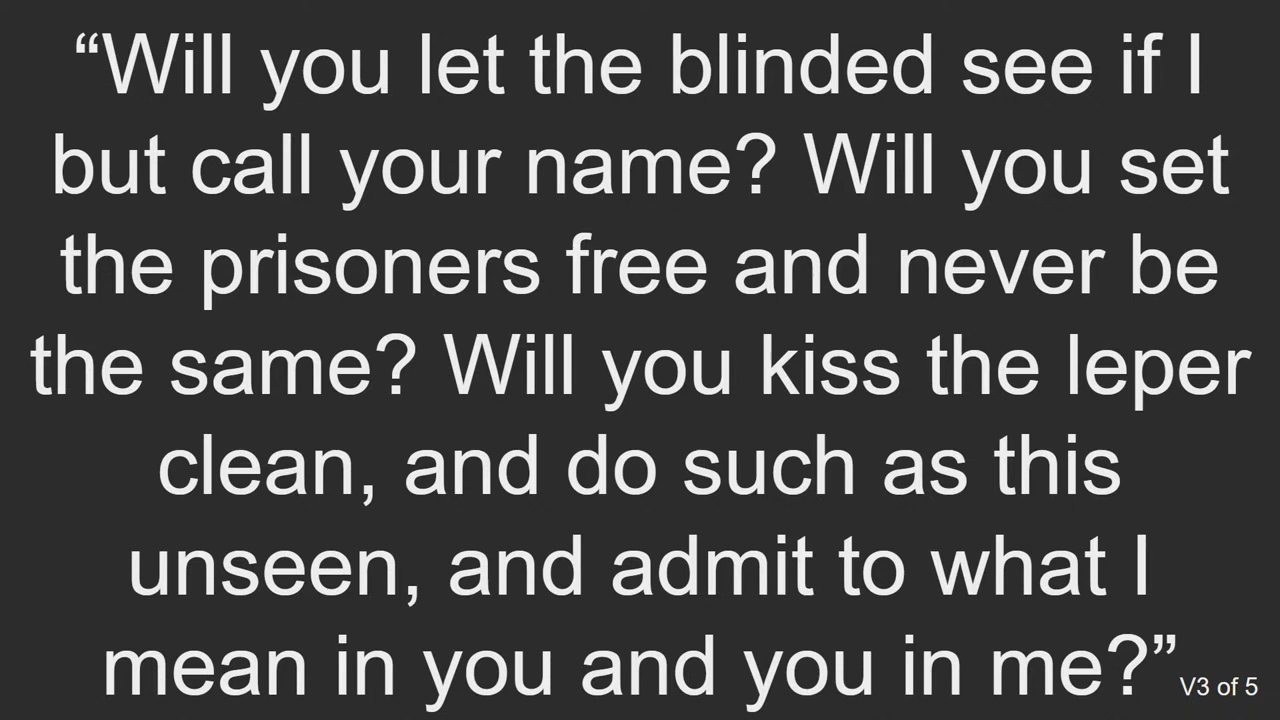 “Will you let the blinded see if I
but call your name? Will you set
the prisoners free and never be
the same? Will you kiss the leper
clean, and do such as this
unseen, and admit to what I
mean in you and you in me?”
V3 of 5